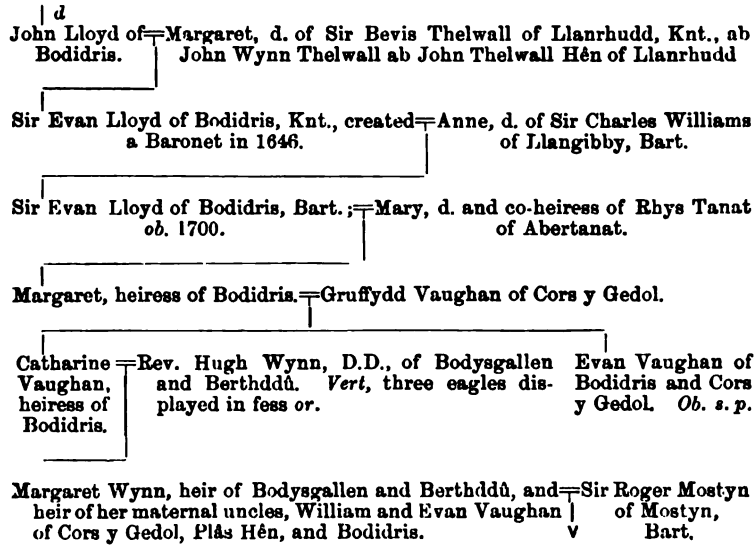 d
John Lloyd of Margaret, d. of Sir Bevis Thelwall of Llanrhudd, Knt., ab
Bodidris. John Wynn Thelwall ab John Thelwall Hên of Llanrhudd
Sir Evan Lloyd of Bodidris, Knt., created Anne, d. of Sir Charles Williams
a Baronet in 1646. of Llangibby, Bart.
Sir Evan Lloyd of Bodidris, Bart.; Mary, d. and co-heiress of Rhys Tanat
ob. 1700. of Abertanat.
Margaret, heiress of Bodidris. Gruffydd Vaughan of Cors y Gedol.
Catharine Rev. Hugh Wynn, D.D., of Bodysgallen Evan Vaughan of
Vaughan, and Berthddû. Vert, three eagles dis- Bodidris and Cors
heiress of played in fess or. y Gedol. Ob. s. p.
Bodidris.
Margaret Wynn, heir of Bodysgallen and Berthddû, and Sir Roger Mostyn
heir of her maternal uncles, William and Evan Vaughan of Mostyn,
of Cors y Gedol, Plâs Hên, and Bodidris. Bart.